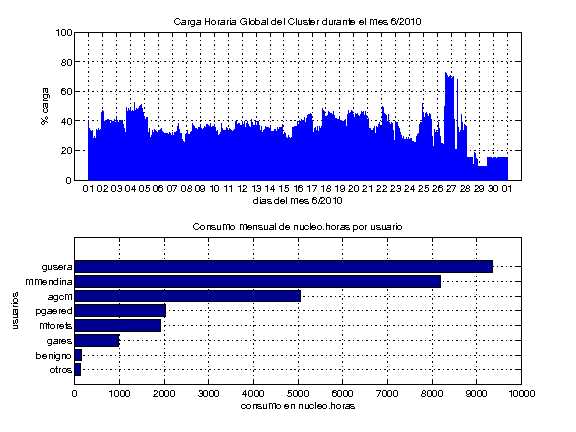 Carga Horaria Global del Cluster durante el mes 6/2010
100
80
60
40
20
0
% carga
01 02 03 04 05 06 07 08 09 10 11 12 13 14 15 16 17 18 19 20 21 22 23 24 25 26 27 28 29 30 01
dias del mes 6/2010
Consumo mensual de nucleo.horas por usuario
gusera
mmendina
agcm
pgaered
mforets
gares
benigno
otros
usuarios
0 1000 2000 3000 4000 5000 6000 7000 8000 9000 10000
consumo en nucleo.horas